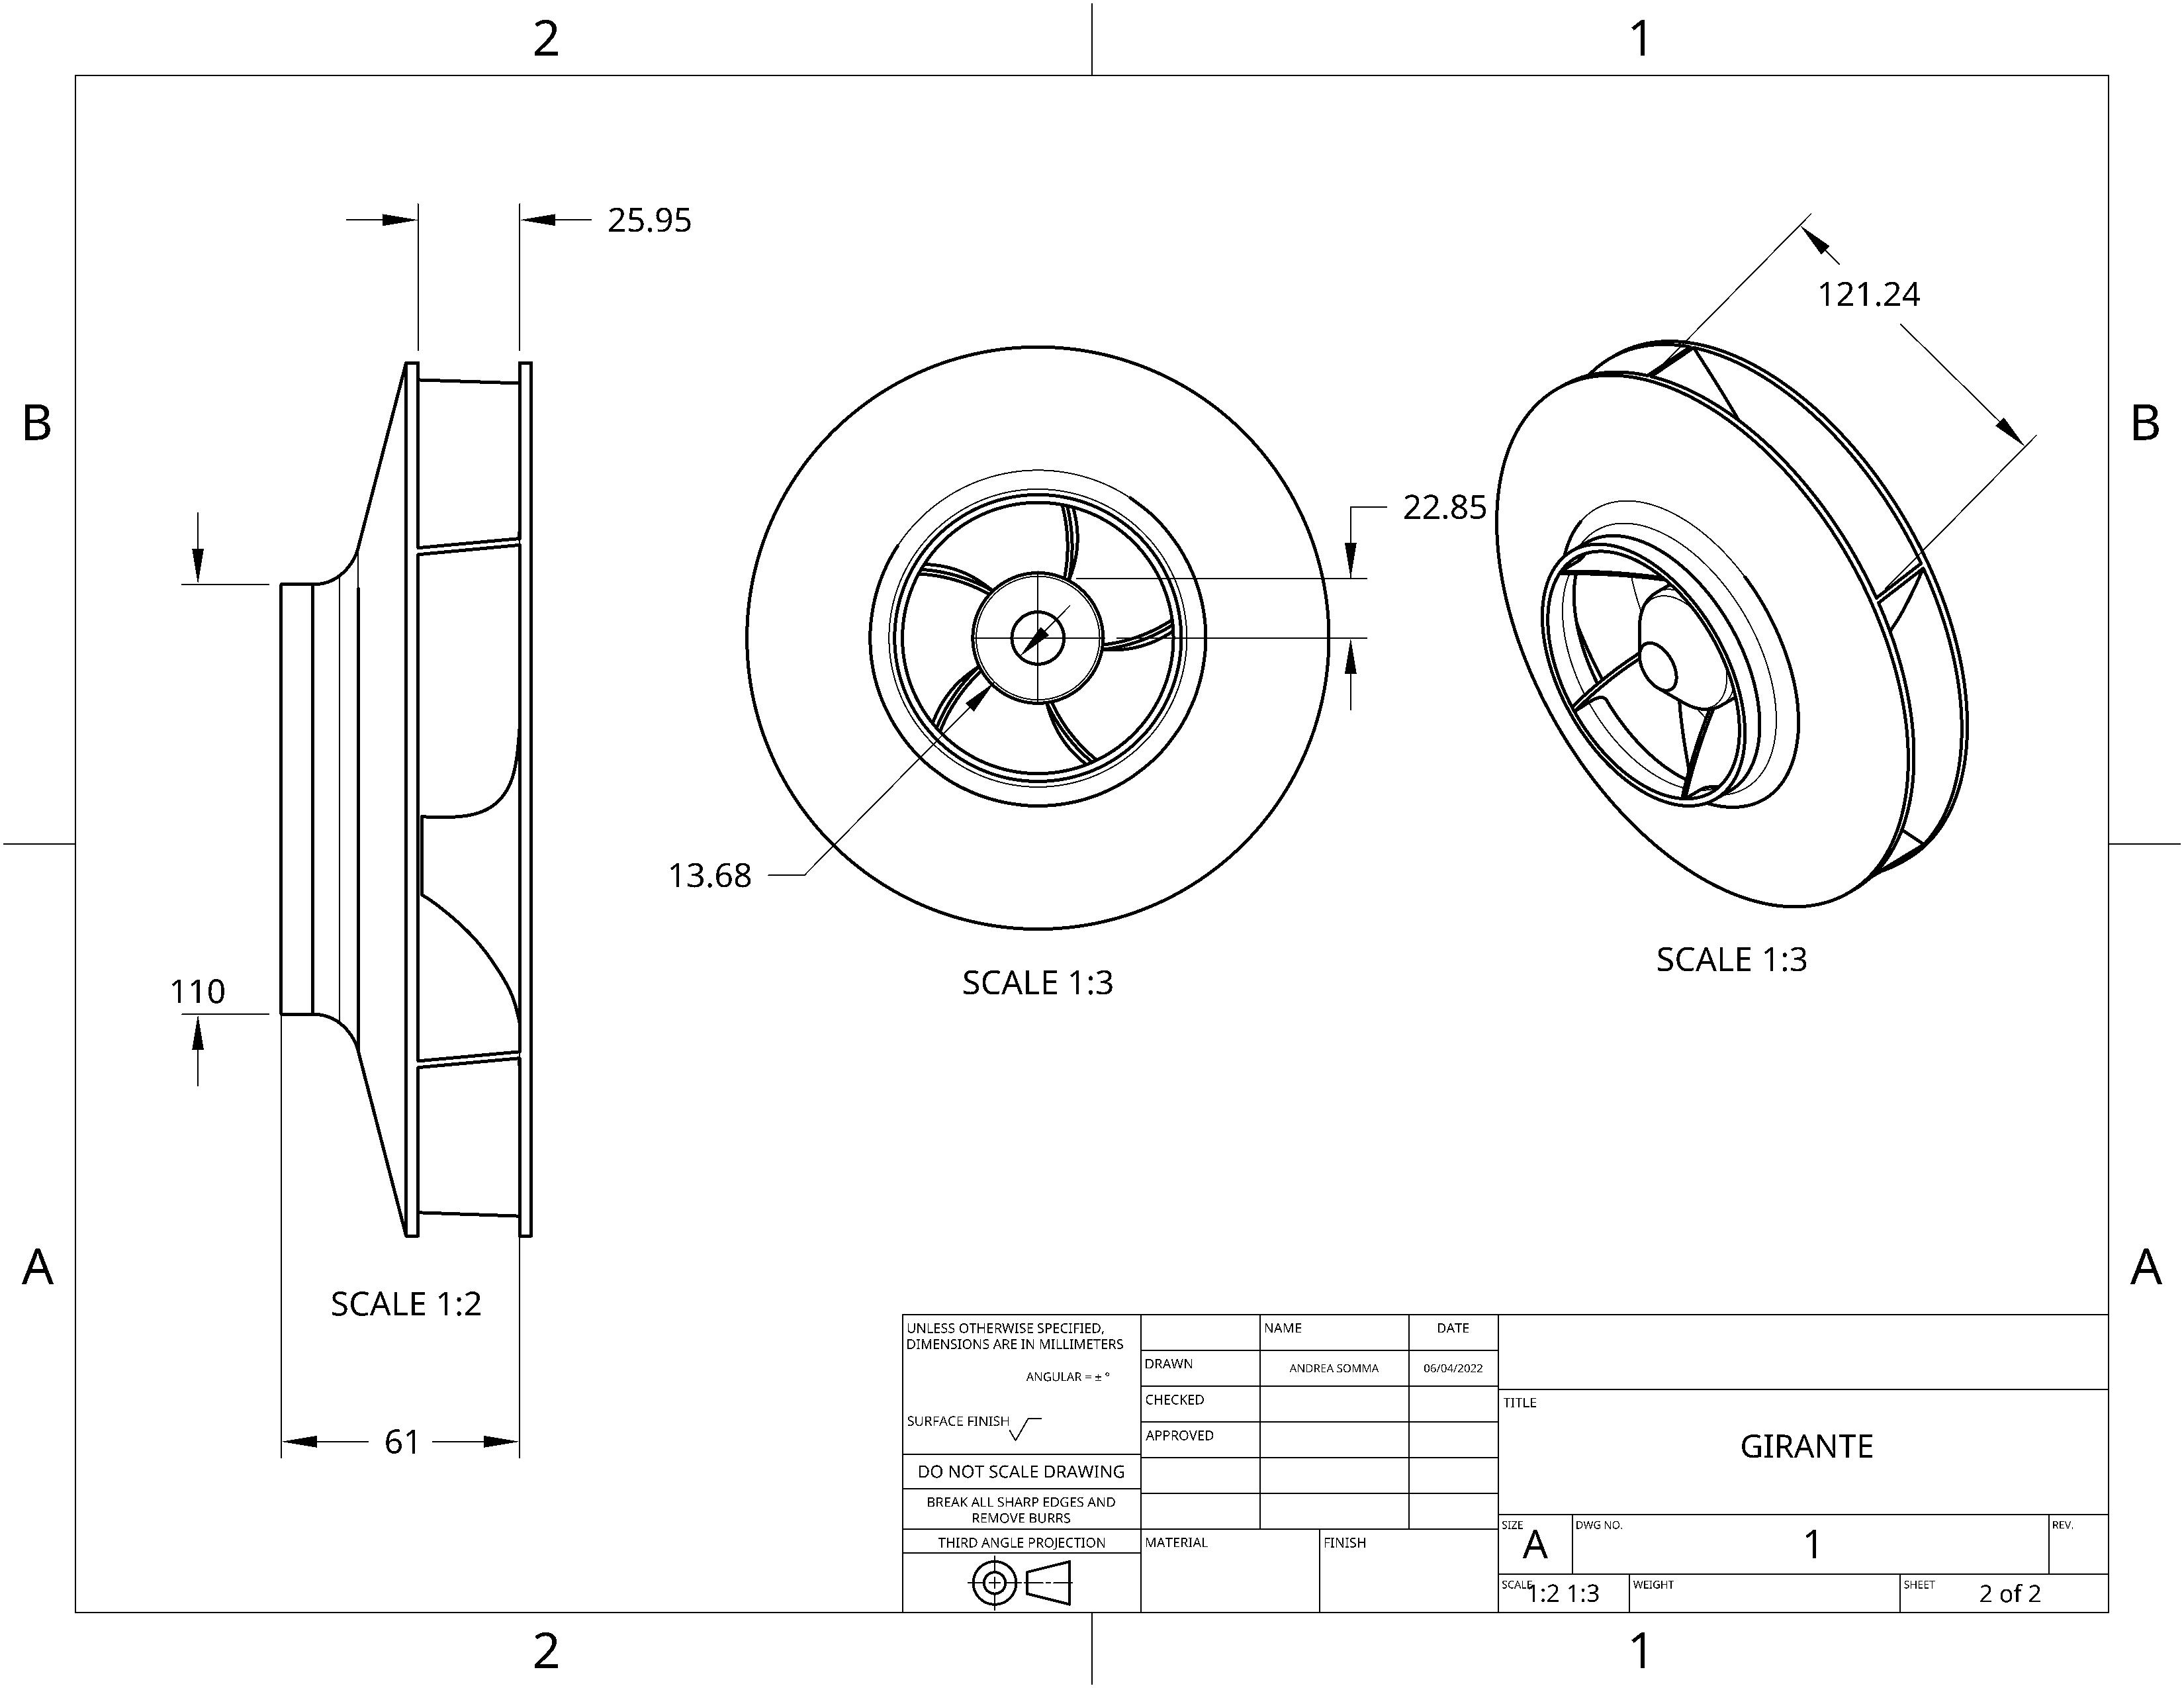 2
1
B
B
A
A
2
1
25.95
110
61
SCALE 1:2
22.85
13.68
SCALE 1:3
121.24
SCALE 1:3
UNLESS OTHERWISE SPECIFIED,
DIMENSIONS ARE IN MILLIMETERS
ANGULAR = ± °
SURFACE FINISH
DO NOT SCALE DRAWING
BREAK ALL SHARP EDGES AND
REMOVE BURRS
THIRD ANGLE PROJECTION
NAME
DATE
DRAWN
ANDREA SOMMA
06/04/2022
CHECKED
APPROVED
MATERIAL
FINISH
TITLE
GIRANTE
SIZE
A
DWG NO.
1
REV.
SCALE
1:2 1:3
WEIGHT
SHEET
2 of 2